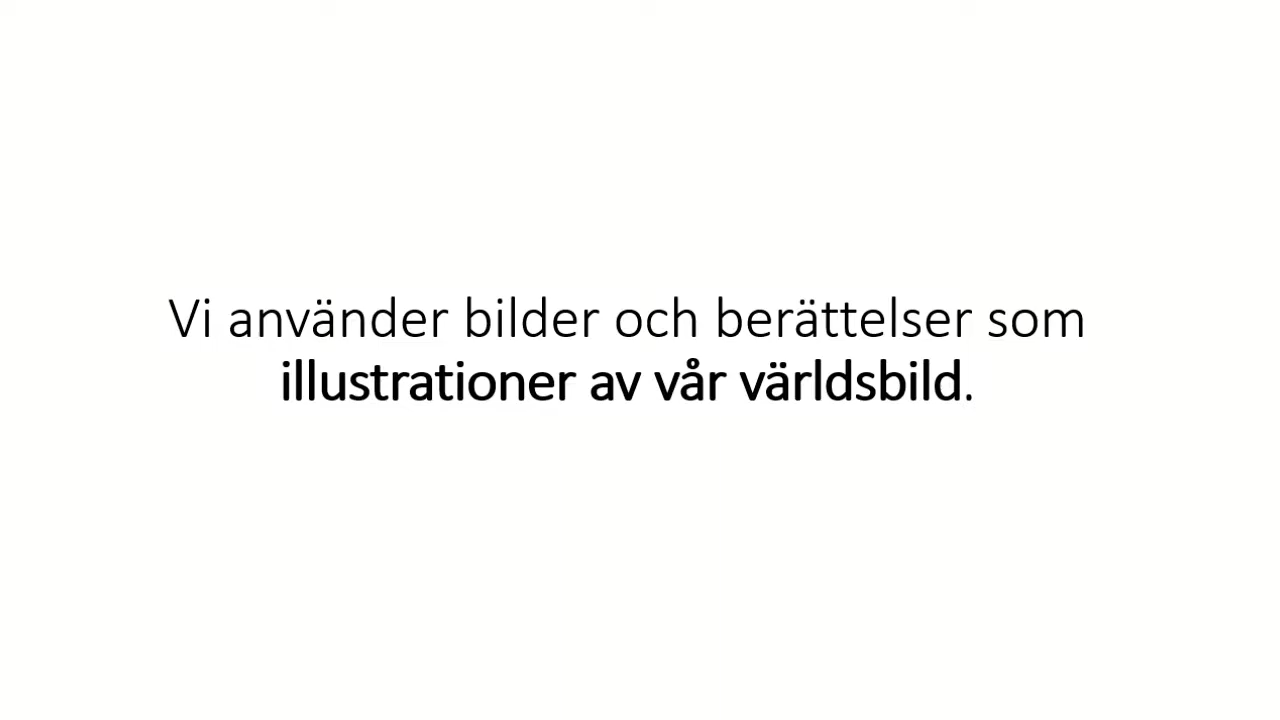 Vi använder bilder och berättelser som
illustrationer av vår världsbild.